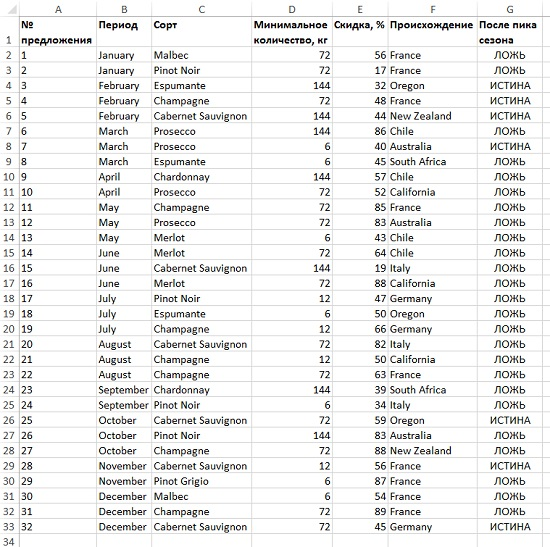 A B C D E F G
1 № предложения Период Сорт Минимальное количество, кг Скидка, % Происхождение После пика сезона
2 1 January Malbec 72 56 France ЛОЖЬ
3 2 January Pinot Noir 72 17 France ЛОЖЬ
4 3 February Espumante 144 32 Oregon ИСТИНА
5 4 February Champagne 72 48 France ИСТИНА
6 5 February Cabernet Sauvignon 144 44 New Zealand ИСТИНА
7 6 March Prosecco 144 86 Chile ЛОЖЬ
8 7 March Prosecco 6 40 Australia ИСТИНА
9 8 March Espumante 6 45 South Africa ЛОЖЬ
10 9 April Chardonnay 144 57 Chile ЛОЖЬ
11 10 April Prosecco 72 52 California ЛОЖЬ
12 11 May Champagne 72 85 France ЛОЖЬ
13 12 May Prosecco 72 83 Australia ЛОЖЬ
14 13 May Merlot 6 43 Chile ЛОЖЬ
15 14 June Merlot 72 64 Chile ЛОЖЬ
16 15 June Cabernet Sauvignon 144 19 Italy ЛОЖЬ
17 16 June Merlot 72 88 California ЛОЖЬ
18 17 July Pinot Noir 12 47 Germany ЛОЖЬ
19 18 July Espumante 6 50 Oregon ЛОЖЬ
20 19 July Champagne 12 66 Germany ЛОЖЬ
21 20 August Cabernet Sauvignon 72 82 Italy ЛОЖЬ
22 21 August Champagne 12 50 California ЛОЖЬ
23 22 August Champagne 72 63 France ЛОЖЬ
24 23 September Chardonnay 144 39 South Africa ЛОЖЬ
25 24 September Pinot Noir 6 34 Italy ЛОЖЬ
26 25 October Cabernet Sauvignon 72 59 Oregon ИСТИНА
27 26 October Pinot Noir 144 83 Australia ЛОЖЬ
28 27 October Champagne 72 88 New Zealand ЛОЖЬ
29 28 November Cabernet Sauvignon 12 56 France ИСТИНА
30 29 November Pinot Grigio 6 87 France ЛОЖЬ
31 30 December Malbec 6 54 France ЛОЖЬ
32 31 December Champagne 72 89 France ЛОЖЬ
33 32 December Cabernet Sauvignon 72 45 Germany ИСТИНА
34